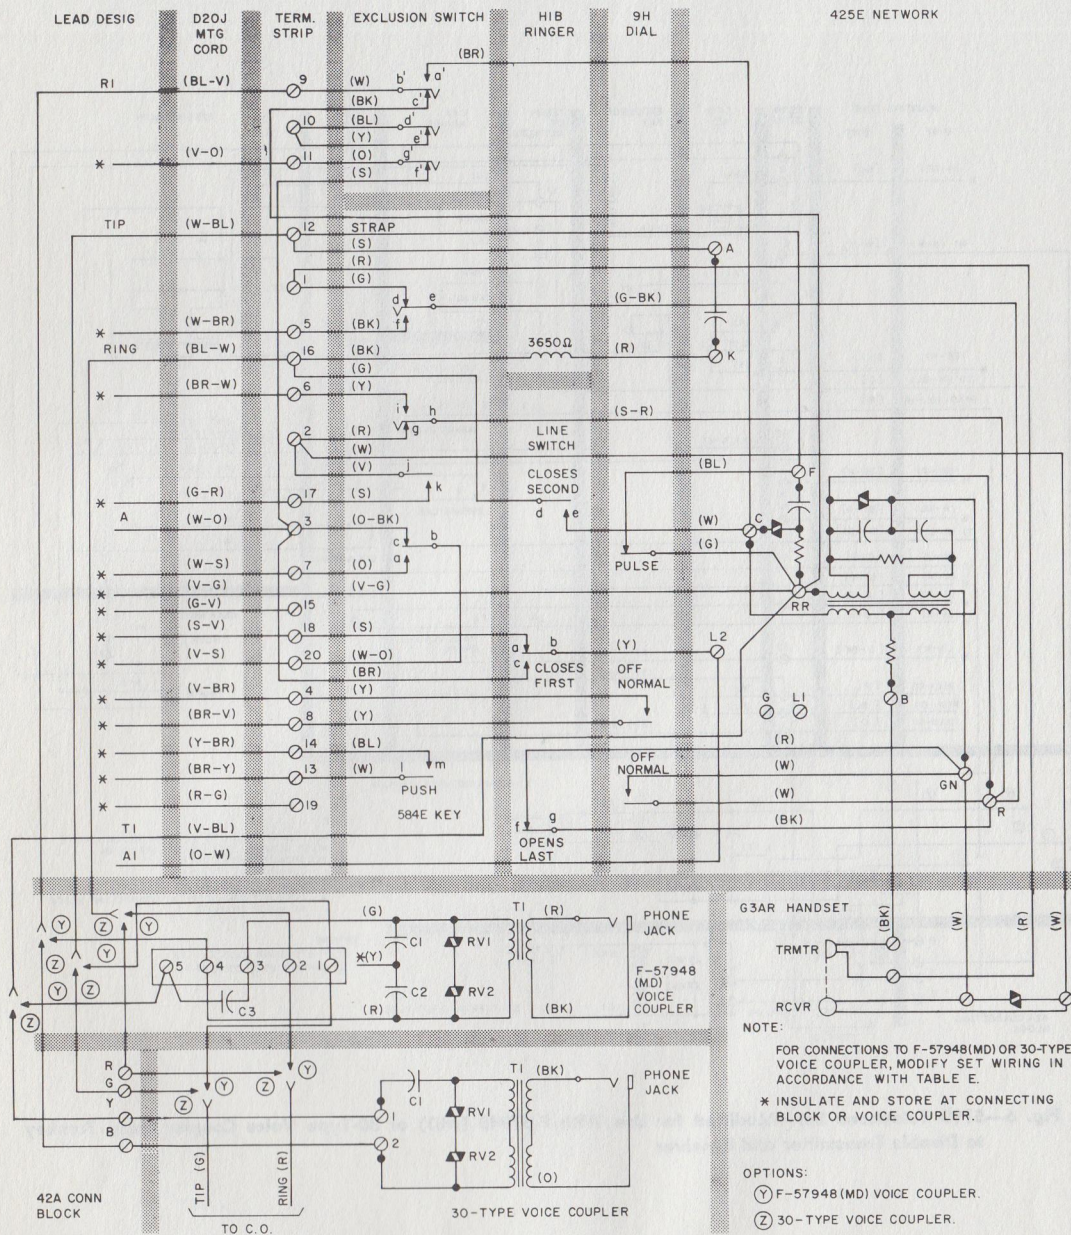 LEAD DESIG
D20J
MTG
CORD
TERM.
STRIP
EXCLUSION SWITCH
H1B
RINGER
9H
DIAL
425E NETWORK
(BR)
a'
R1 (BL-V) 9 (W) b'
(BK) c'
10 (BL) d'
(Y) e'
* (V-O) 11 (O) g'
(S) f'
TIP (W-BL) 12 STRAP
(S) A
(R)
1 (G)
d e (G-BK)
* (W-BR) 5 (BK) f
RING (BL-W) 16 (BK) 3650Ω (R) K
(G)
* (BR-W) 6 (Y)
i h (S-R)
g
2 (R)
(W)
LINE
SWITCH
(V) j
(BL) F
CLOSES
SECOND
k
* (G-R) 17 (S)
d e
A (W-O) 3 (O-BK) (W) C
c b
(G)
a
PULSE
* (W-S) 7 (O)
* (V-G) (V-G)
RR
* (G-V) 15
* (S-V) 18 (S)
a b (Y) L2
* (V-S) 20 (W-O) c
CLOSES
FIRST
OFF
NORMAL
(BR)
* (V-BR) 4 (Y)
B
G L1
* (BR-V) 8 (Y)
(R)
* (Y-BR) 14 (BL)
m
OFF
NORMAL
(W)
GN
* (BR-Y) 13 (W) l
PUSH
(W)
R
* (R-G) 19
584E KEY
(BK)
T1 (V-BL)
f g
OPENS
LAST
A1 (O-W)
Y Z Y
Z Y
Y Z
Z
5 4 3 2 1
C3
(G)
C1
*(Y)
C2
(R)
RV1
RV2
T1
(R)
(BK)
PHONE
JACK
F-57948
(MD)
VOICE
COUPLER
G3AR HANDSET
(BK)
(W)
(R)
(W)
TRMTR
RCVR
R
G
Y
B
Y Z Y
Z
1
2
C1
RV1
RV2
T1
(BK)
(O)
PHONE
JACK
30-TYPE VOICE COUPLER
42A CONN
BLOCK
TIP (G)
RING (R)
TO C.O.
NOTE:
FOR CONNECTIONS TO F-57948(MD) OR 30-TYPE
VOICE COUPLER, MODIFY SET WIRING IN
ACCORDANCE WITH TABLE E.
* INSULATE AND STORE AT CONNECTING
BLOCK OR VOICE COUPLER.
OPTIONS:
Y F-57948(MD) VOICE COUPLER.
Z 30-TYPE VOICE COUPLER.